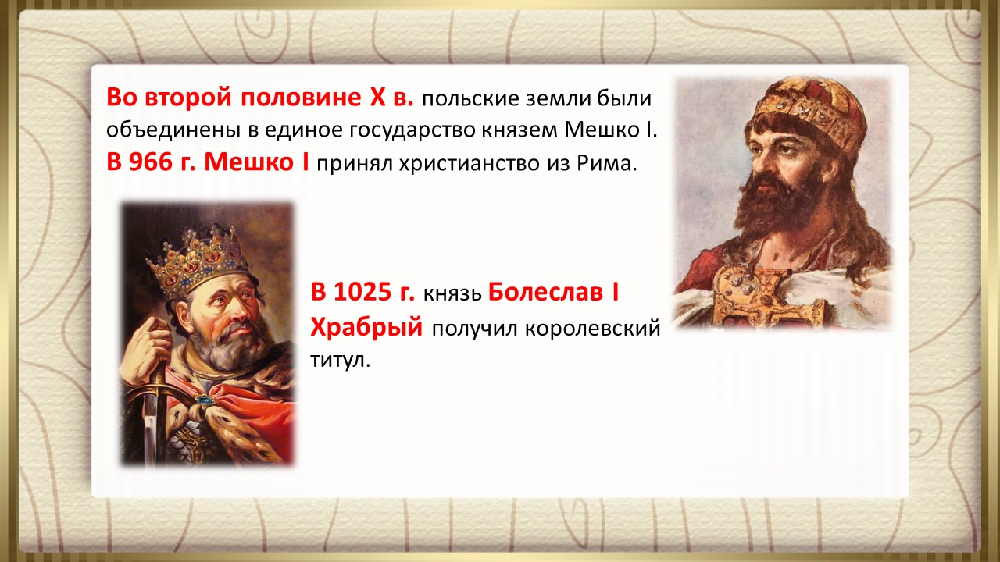 Во второй половине X в. польские земли были
объединены в единое государство князем Мешко I.
В 966 г. Мешко I принял христианство из Рима.
В 1025 г. князь Болеслав I
Храбрый получил королевский
титул.